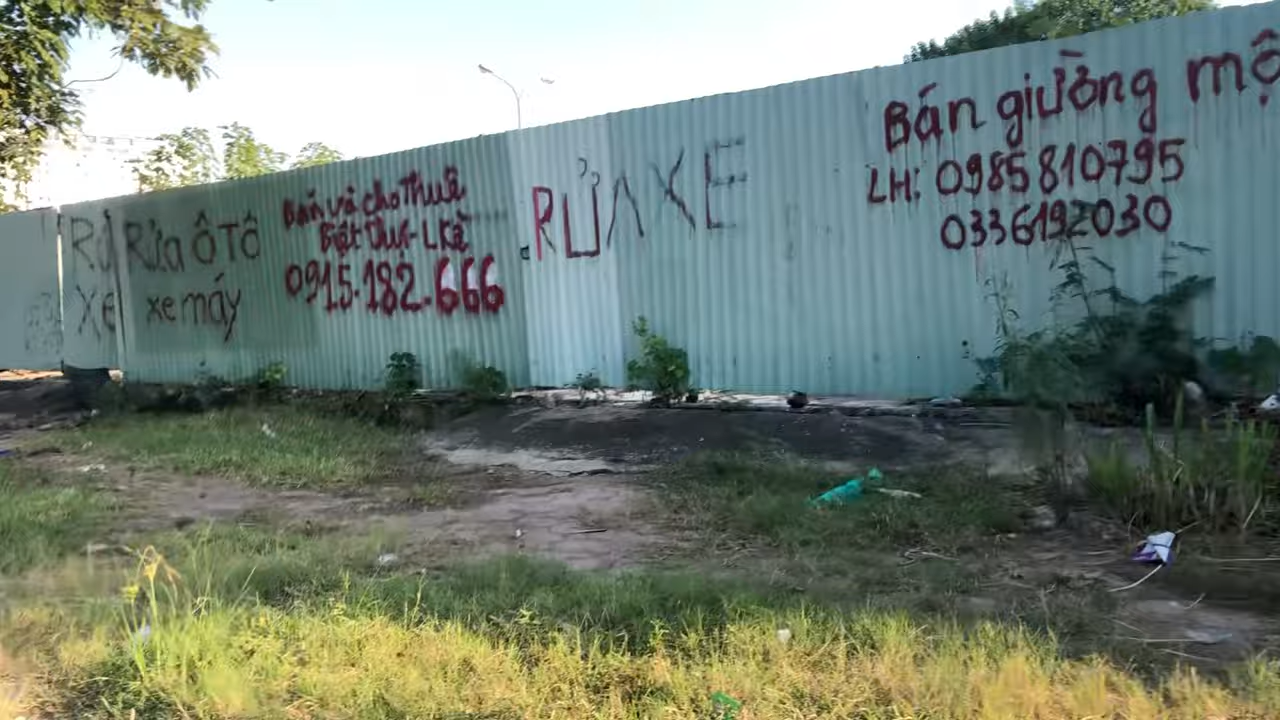 Rửa Ô TÔ
xe máy
Bán và cho Thuê
Biệt Thự - LKề
0915.182.666
RỬA XE
Bán giường
LH: 0985810795
0336192030